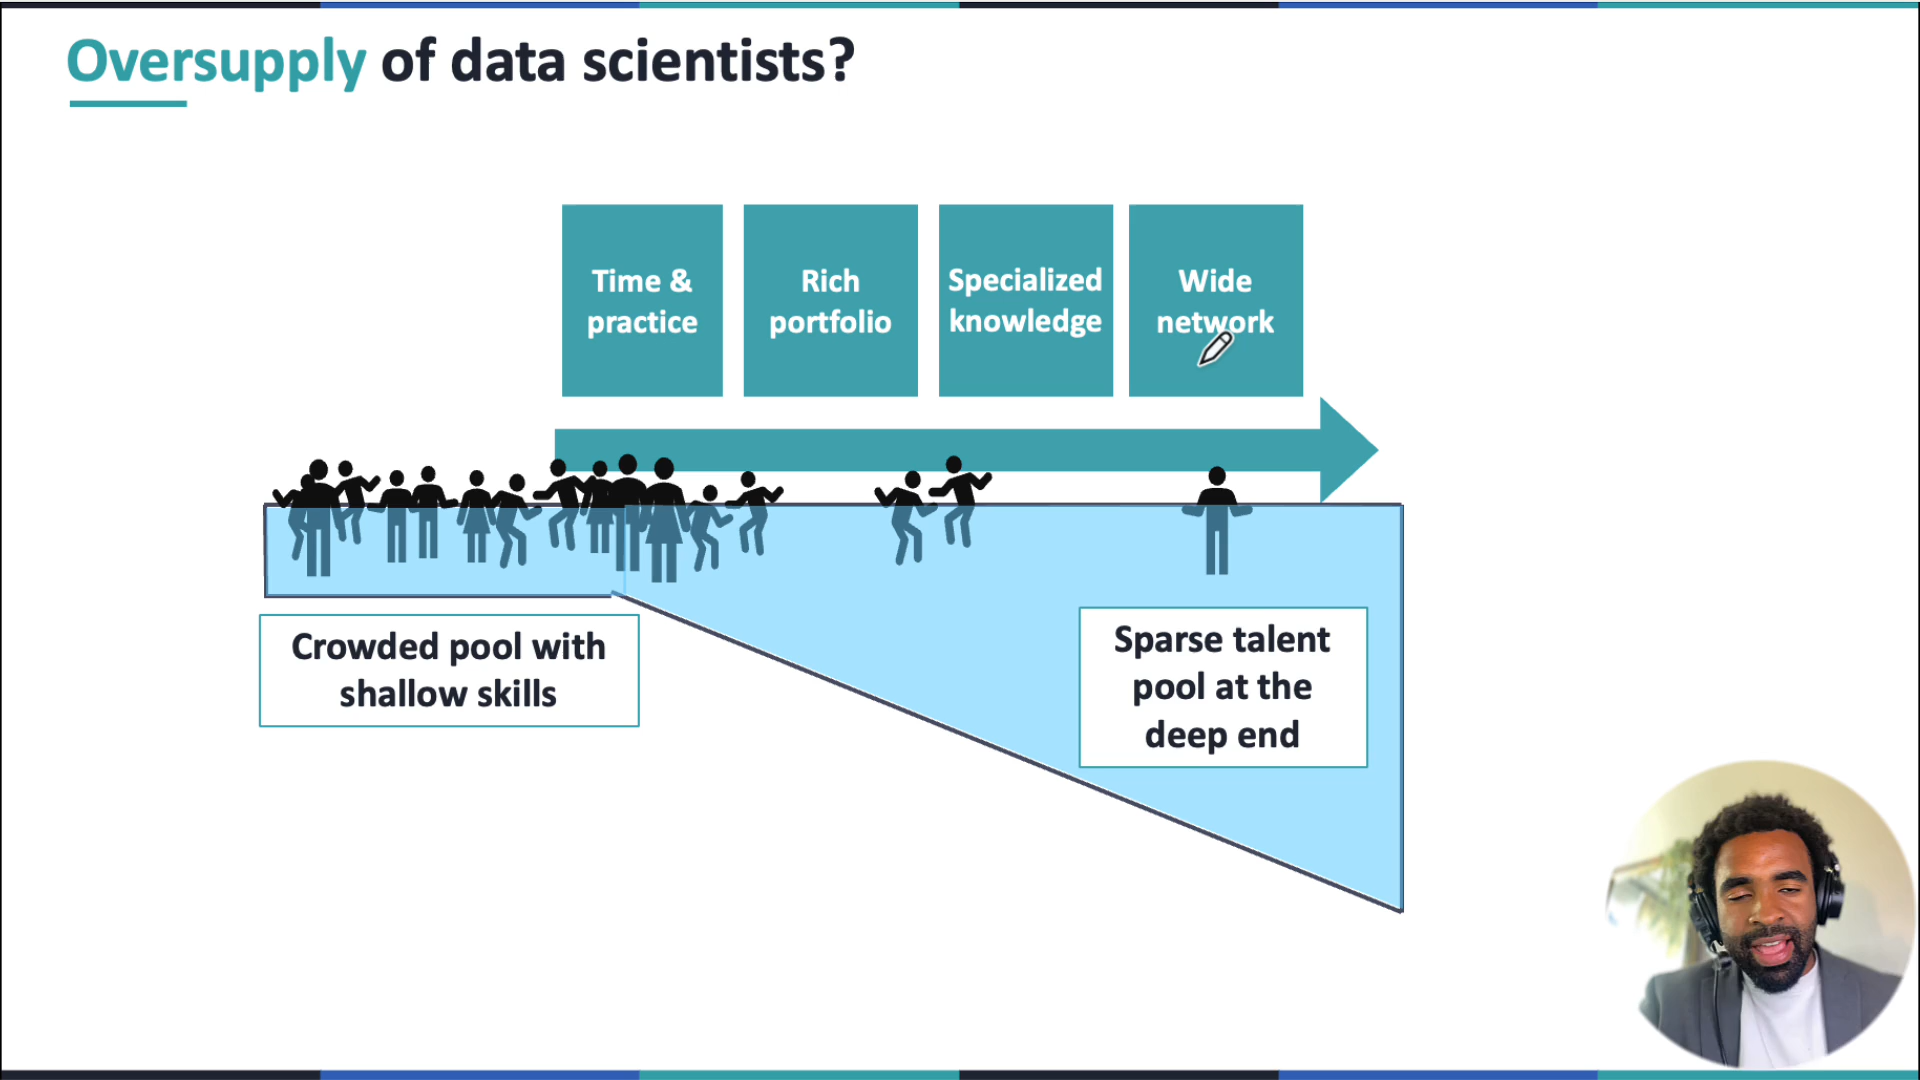 Oversupply of data scientists?
Time &
practice
Rich
portfolio
Specialized
knowledge
Wide
network
Crowded pool with
shallow skills
Sparse talent
pool at the
deep end